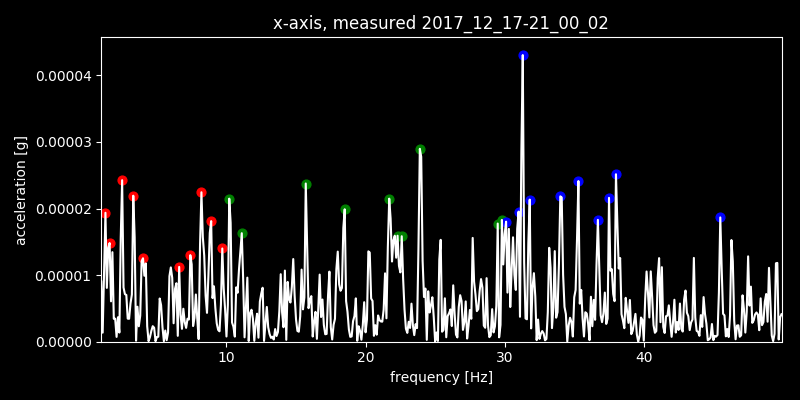 x-axis, measured 2017_12_17-21_00_02
acceleration [g]
0.00004
0.00003
0.00002
0.00001
0.00000
10 20 30 40
frequency [Hz]